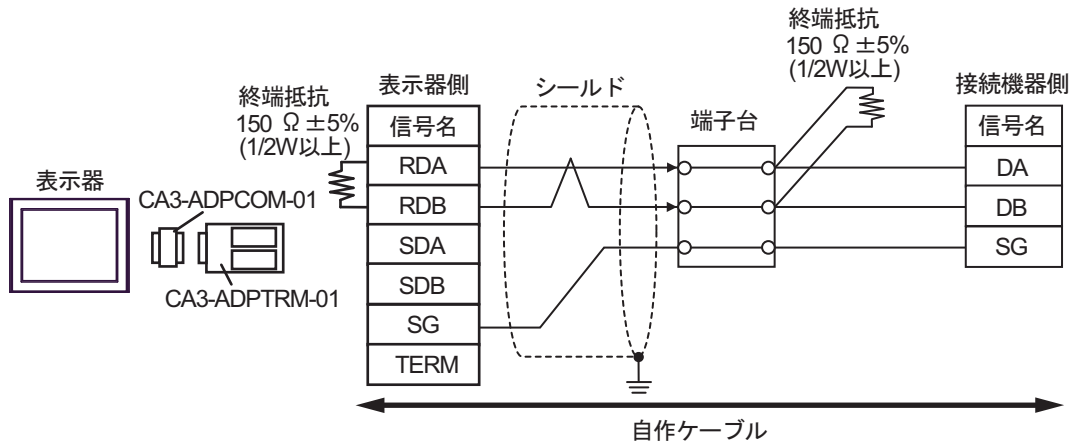 終端抵抗
150 Ω ±5%
(1/2W以上)
表示器側
シールド
端子台
終端抵抗
150 Ω ±5%
(1/2W以上)
接続機器側
表示器
CA3-ADPCOM-01
CA3-ADPTRM-01
信号名
RDA
RDB
SDA
SDB
SG
TERM
信号名
DA
DB
SG
自作ケーブル